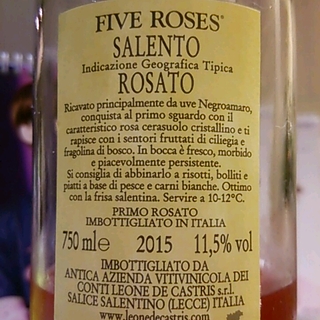 FIVE ROSES®
SALENTO
Indicazione Geografica Tipica
ROSATO
Ricavato principalmente da uve Negroamaro,
conquista al primo sguardo con il
caratteristico rosa cerasuolo cristallino e ti
rapisce con i sentori fruttati di ciliegia e
fragolina di bosco. In bocca è fresco, morbido
e piacevolmente persistente.
Si consiglia di abbinarlo a risotti, bolliti e
piatti a base di pesce e carni bianche. Ottimo
con la frisa salentina. Servire a 10-12°C.
PRIMO ROSATO
IMBOTTIGLIATO IN ITALIA
750 ml e 2015 11,5% vol
IMBOTTIGLIATO DA
ANTICA AZIENDA VITIVINICOLA DEI
CONTI LEONE DE CASTRIS s.r.l.
SALICE SALENTINO (LECCE) ITALIA
www.leonedecastris.com